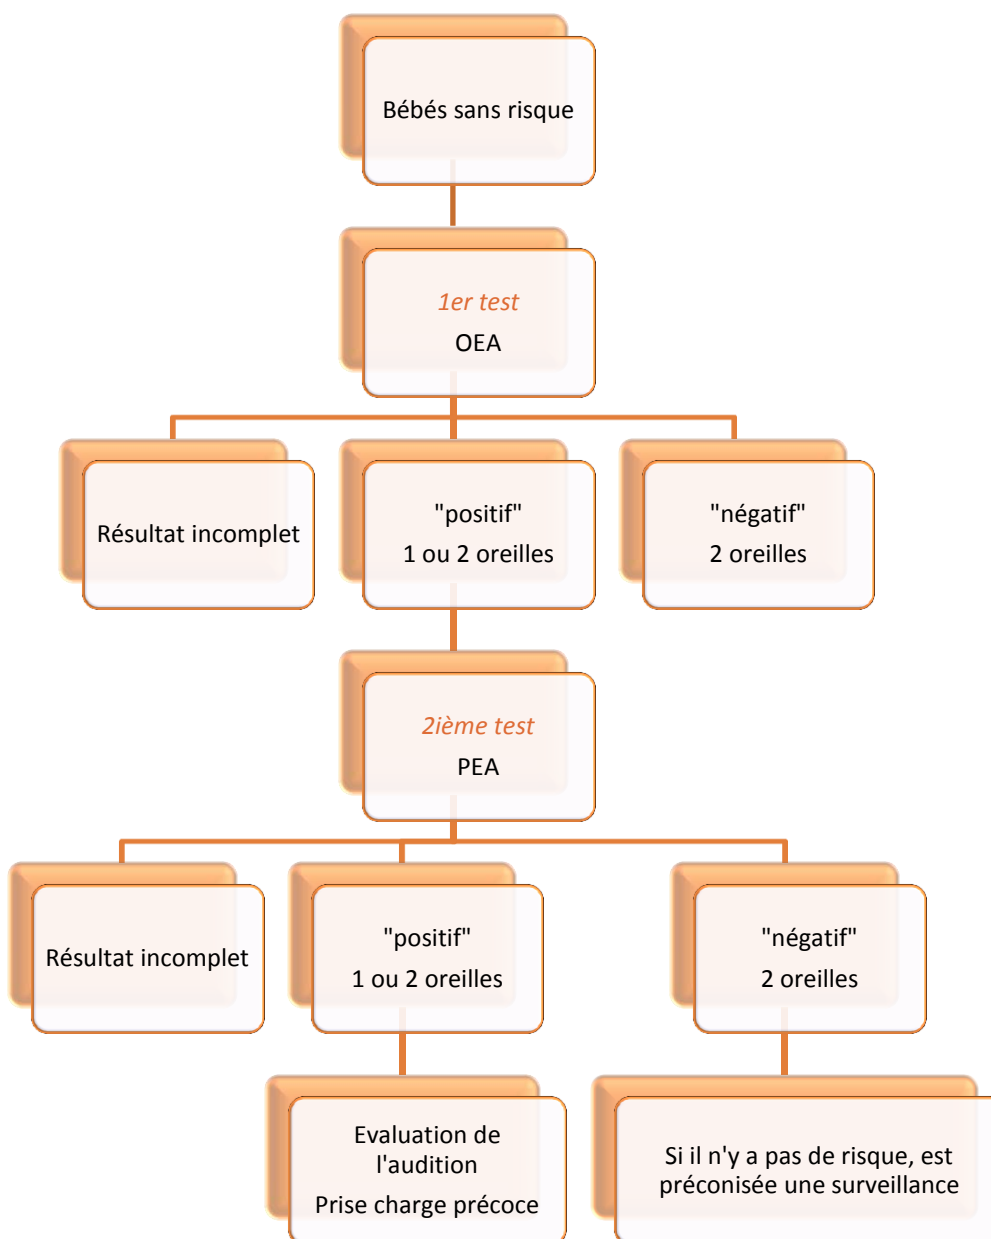 Bébés sans risque
1er test
OEA
Résultat incomplet
"positif"
1 ou 2 oreilles
"négatif"
2 oreilles
2ième test
PEA
Résultat incomplet
"positif"
1 ou 2 oreilles
"négatif"
2 oreilles
Evaluation de
l'audition
Prise charge précoce
Si il n'y a pas de risque, est
préconisée une surveillance